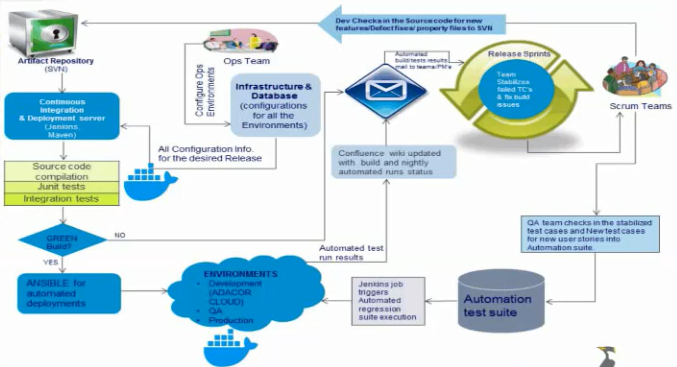 Dev Checks in the Sourcecode for new
features/Defect fixes/ property files to SVN
Artifact Repository
(SVN)
Ops Team
Configure Ops
Environments
Infrastructure &
Database
(configurations
for all the
Environments)
Automated
build/tests results
mail to teams/PM's
Release Sprints
Team
Stabilizes
failed TC's
& fix build
issues
Scrum Teams
Continuous
Integration
& Deployment server
(Jenkins,
Maven)
All Configuration Info.
for the desired Release
Source code
compilation
Junit tests
Integration tests
Confluence wiki updated
with build and nightly
automated runs status
GREEN
Build?
NO
YES
Automated test
run results
QA team checks in the stabilized
test cases and New test cases
for new user stories into
Automation suite.
ANSIBLE for
automated
deployments
ENVIRONMENTS
• Development
(ADACOR
CLOUD)
• QA
• Production
Jenkins job
triggers
Automated
regression
suite execution
Automation
test suite